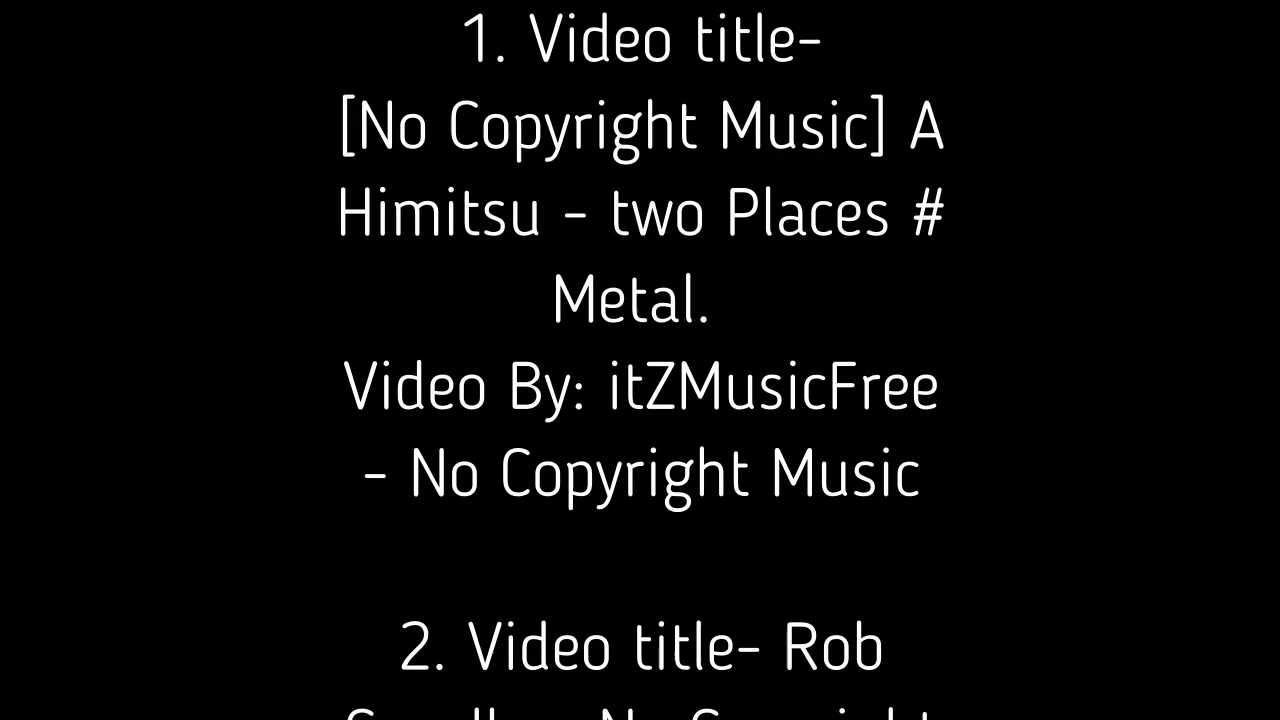 1. Video title-
[No Copyright Music] A
Himitsu - two Places #
Metal.
Video By: itZMusicFree
- No Copyright Music
2. Video title- Rob